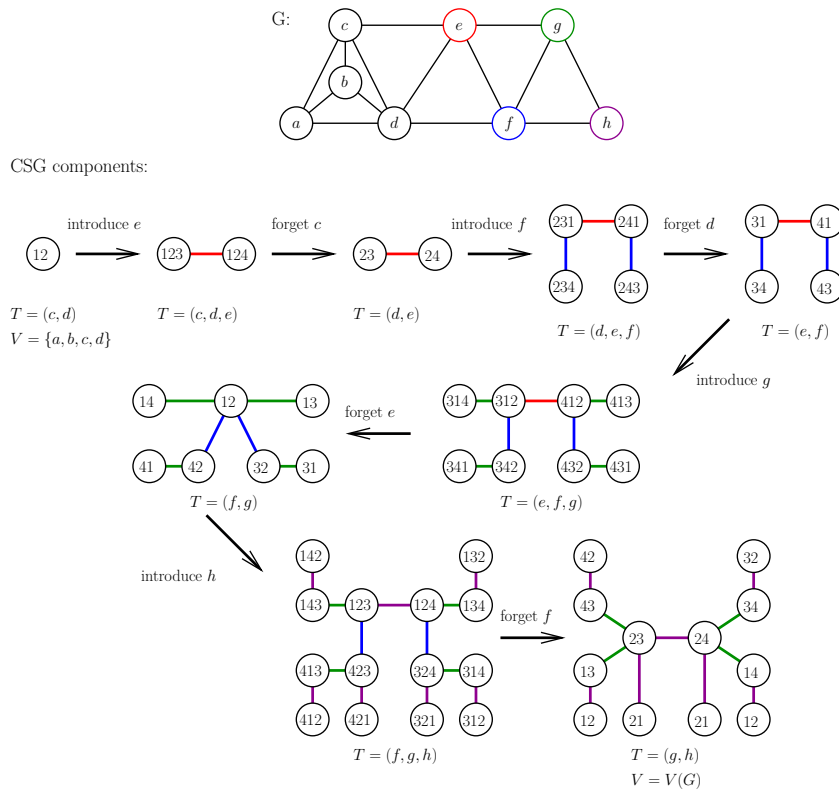 G:
c e g
b
a d f h
CSG components:
introduce e forget c introduce f forget d
12 123 124 23 24 231 241 31 41
234 243 34 43
T = (c, d) T = (c, d, e) T = (d, e) T = (d, e, f) T = (e, f)
V = {a, b, c, d}
introduce g
14 12 13 forget e 314 312 412 413
41 42 32 31 341 342 432 431
T = (f, g) T = (e, f, g)
introduce h
142 132 42 32
143 123 124 134 forget f 43 34
23 24
413 423 324 314 13 14
412 421 321 312 12 21 21 12
T = (f, g, h) T = (g, h)
V = V(G)